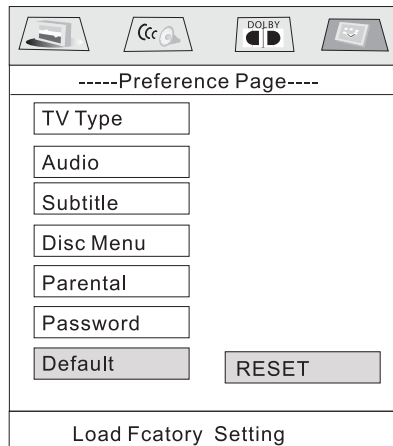 DOLBY
-----Preference Page----
TV Type
Audio
Subtitle
Disc Menu
Parental
Password
Default
RESET
Load Fcatory Setting